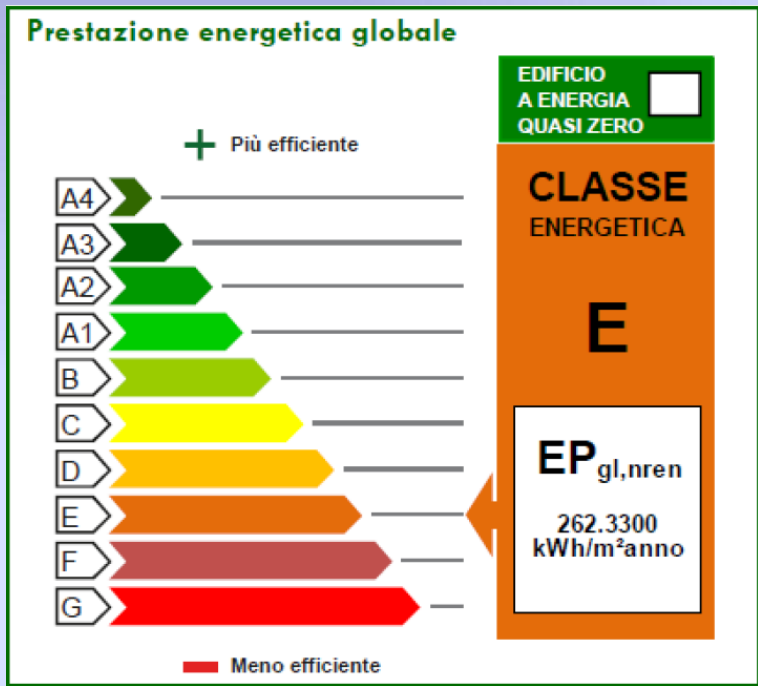 Prestazione energetica globale
EDIFICIO
A ENERGIA
QUASI ZERO
+ Più efficiente
CLASSE
ENERGETICA
E
A4
A3
A2
A1
B
C
D
E
F
G
EPgl,nren
262.3300
kWh/m²anno
Meno efficiente